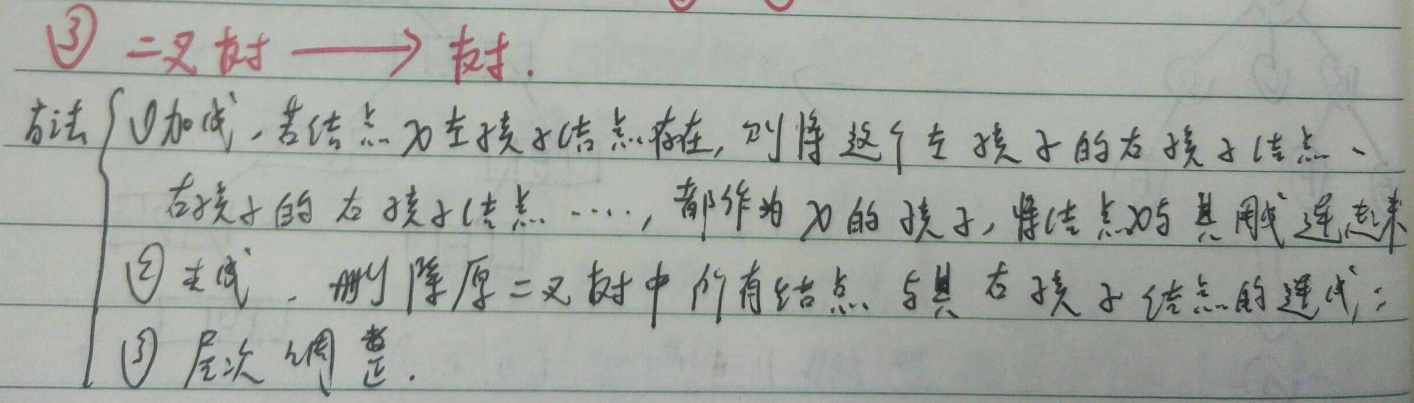 ③ 二叉树 → 树.
方法 ①加线. 若结点x左孩子结点存在, 则将这个左孩子的右孩子结点、
右孩子的右孩子结点……, 都作为x的孩子, 将结点x与其用线连起来
② 去线. 删除原二叉树中所有结点与其右孩子结点的连线;
③ 层次调整.